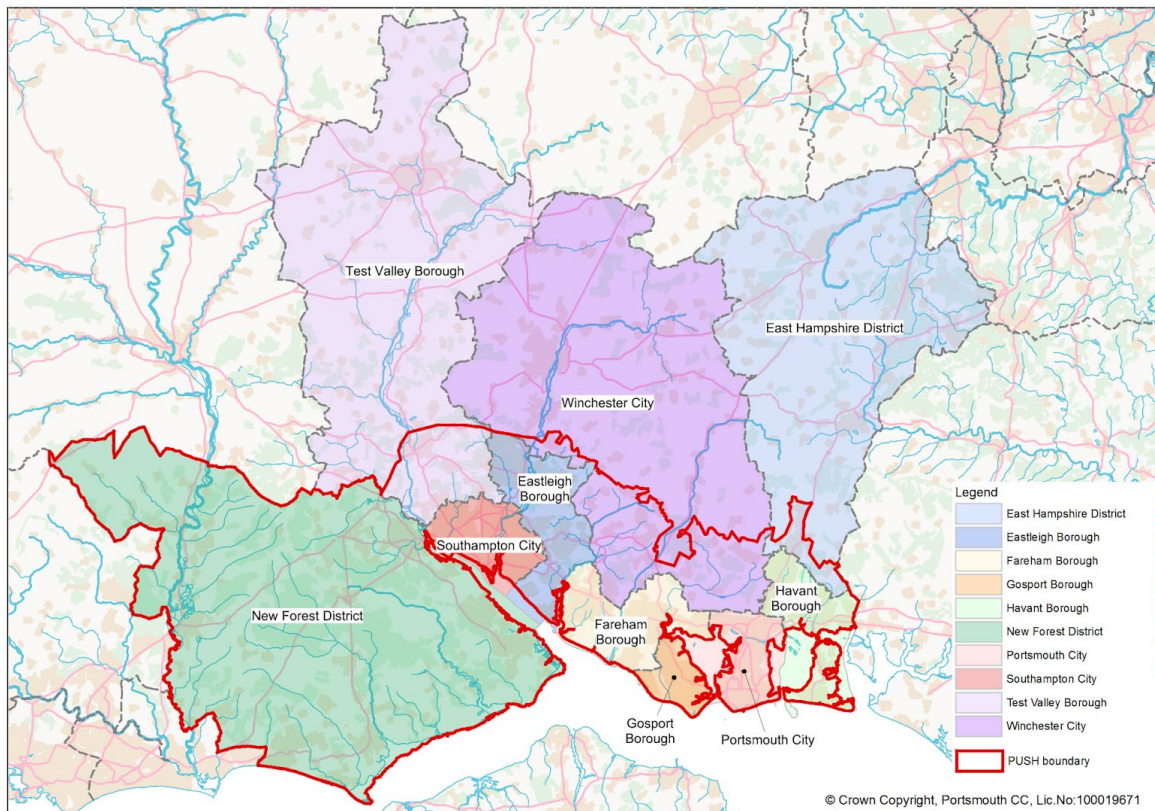 Test Valley Borough
East Hampshire District
Winchester City
Eastleigh
Borough
Southampton City
Havant
Borough
New Forest District
Fareham
Borough
Gosport
Borough
Portsmouth City
Legend
East Hampshire District
Eastleigh Borough
Fareham Borough
Gosport Borough
Havant Borough
New Forest District
Portsmouth City
Southampton City
Test Valley Borough
Winchester City
PUSH boundary
© Crown Copyright, Portsmouth CC, Lic.No:100019671